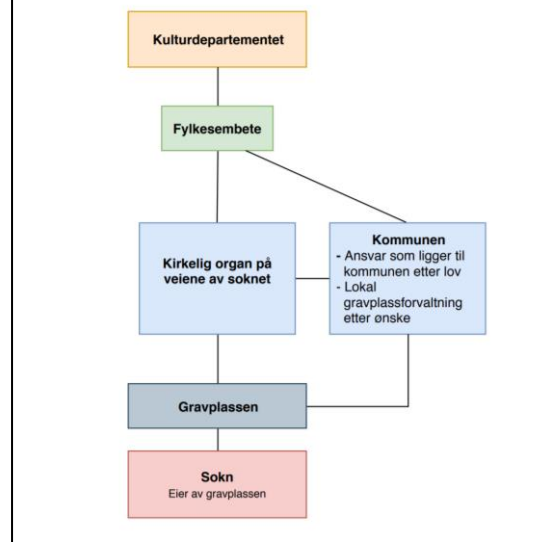 Kulturdepartementet
Fylkesembete
Kirkelig organ på
veiene av soknet
Kommunen
- Ansvar som ligger til
kommunen etter lov
- Lokal
gravplassforvaltning
etter ønske
Gravplassen
Sokn
Eier av gravplassen